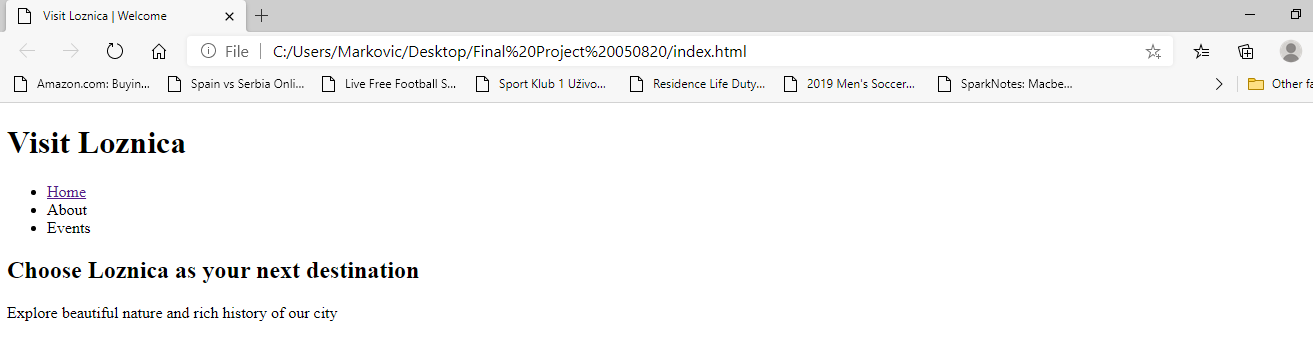 Visit Loznica | Welcome
File | C:/Users/Markovic/Desktop/Final%20Project%20050820/index.html
Amazon.com: Buyin... Spain vs Serbia Onli... Live Free Football S... Sport Klub 1 Uživo... Residence Life Duty... 2019 Men's Soccer... SparkNotes: Macbe... Other fa
Visit Loznica
• Home
• About
• Events
Choose Loznica as your next destination
Explore beautiful nature and rich history of our city